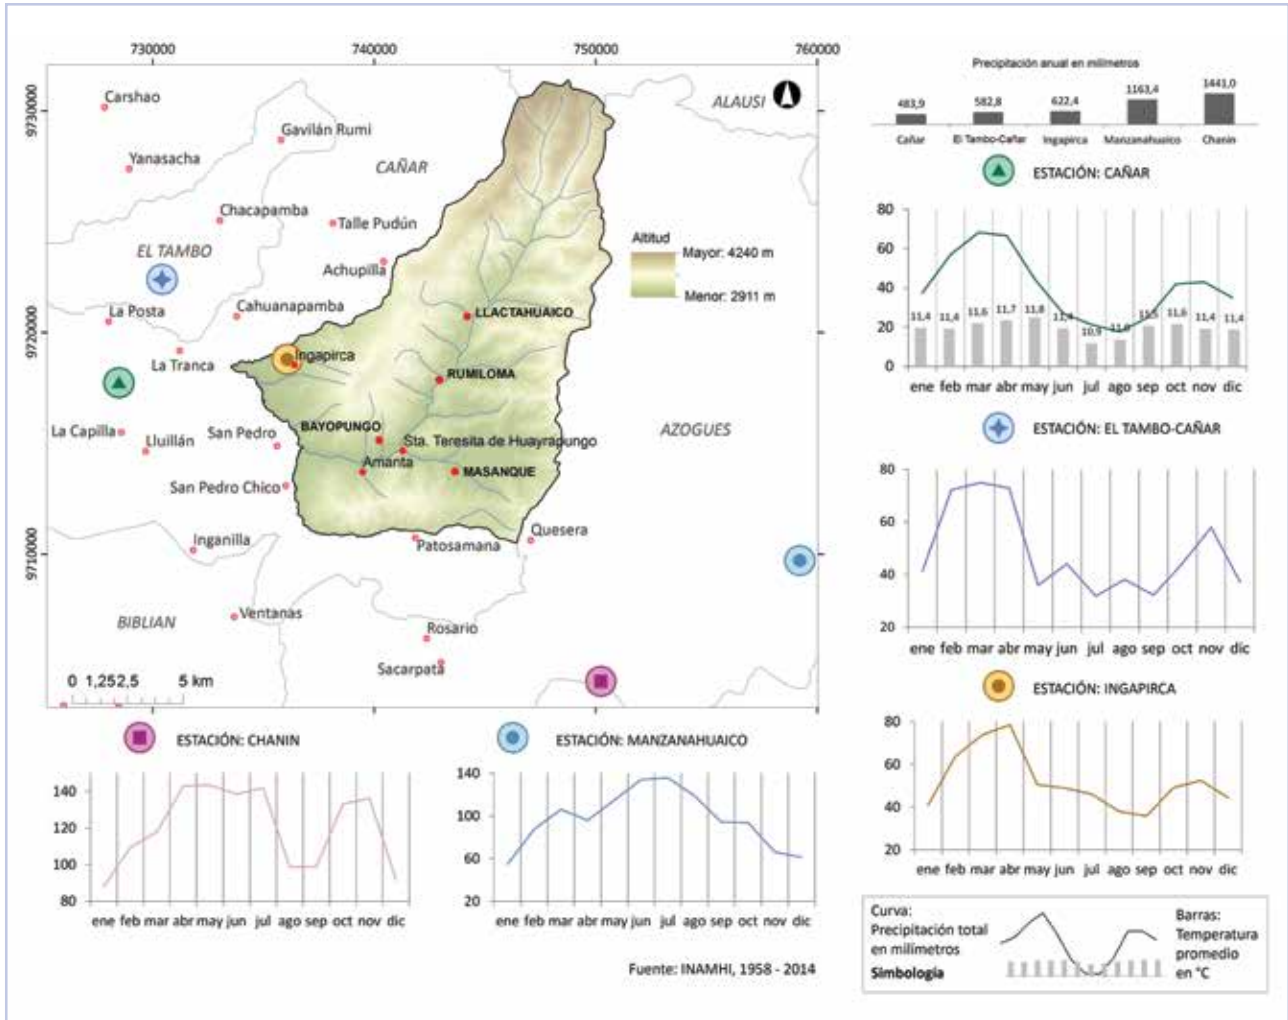 730000 740000 750000 760000
9730000
9720000
9710000
Carshao
Gavilán Rumi
Yanasacha
CAÑAR
ALAUSI
Chacapamba
Talle Pudún
EL TAMBO
Achupilla
Altitud
Mayor: 4240 m
Menor: 2911 m
La Posta
Cahuanapamba
LLACTAHUAICO
La Tranca
Ingapirca
RUMILOMA
La Capilla
Lluillán
San Pedro
BAYOPUNGO
Sta. Teresita de Huayrapungo
AZOGUES
Amanta
MASANQUE
San Pedro Chico
Inganilla
Patosamana
Quesera
BIBLIAN
Ventanas
Rosario
Sacarpata
0 1,252,5 5 km
Precipitación anual en milímetros
483,9 582,8 622,4 1163,4 1441,0
Cañar El Tambo-Cañar Ingapirca Manzanahuaico Chanin
ESTACIÓN: CAÑAR
80
60
40
20
0
11,4 11,4 11,6 11,7 11,8 11,4 10,9 11,0 11,5 11,6 11,4 11,4
ene feb mar abr may jun jul ago sep oct nov dic
ESTACIÓN: EL TAMBO-CAÑAR
80
60
40
20
ene feb mar abr may jun jul ago sep oct nov dic
ESTACIÓN: INGAPIRCA
80
60
40
20
ene feb mar abr may jun jul ago sep oct nov dic
ESTACIÓN: CHANIN
140
120
100
80
ene feb mar abr may jun jul ago sep oct nov dic
ESTACIÓN: MANZANAHUAICO
140
100
60
20
ene feb mar abr may jun jul ago sep oct nov dic
Fuente: INAMHI, 1958 - 2014
Curva:
Precipitación total
en milímetros
Simbología
Barras:
Temperatura
promedio
en °C